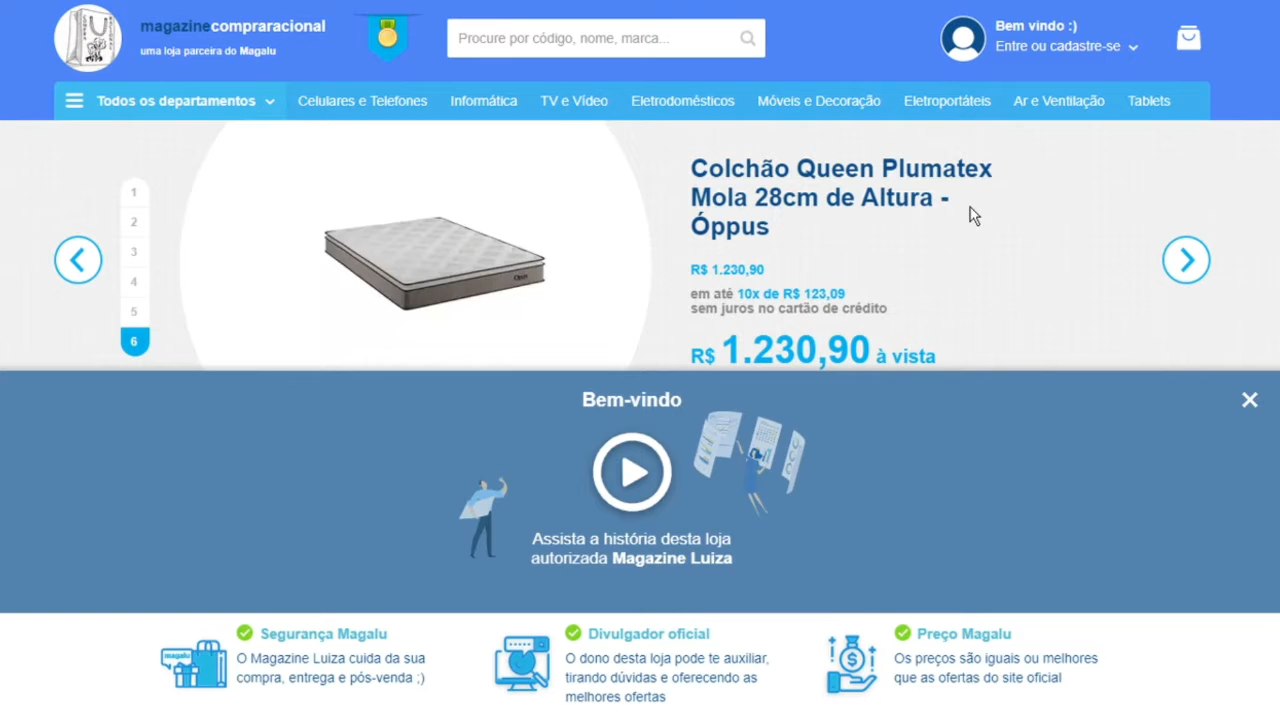 magazinecompraracional
uma loja parceira do Magalu
Procure por código, nome, marca...
Bem vindo :)
Entre ou cadastre-se
Todos os departamentos
Celulares e Telefones
Informática
TV e Vídeo
Eletrodomésticos
Móveis e Decoração
Eletroportáteis
Ar e Ventilação
Tablets
1
2
3
4
5
6
Colchão Queen Plumatex
Mola 28cm de Altura -
Óppus
R$ 1.230,90
em até 10x de R$ 123,09
sem juros no cartão de crédito
R$ 1.230,90 à vista
Bem-vindo
Assista a história desta loja
autorizada Magazine Luiza
magalu
Segurança Magalu
O Magazine Luiza cuida da sua
compra, entrega e pós-venda ;)
Divulgador oficial
O dono desta loja pode te auxiliar,
tirando dúvidas e oferecendo as
melhores ofertas
Preço Magalu
Os preços são iguais ou melhores
que as ofertas do site oficial